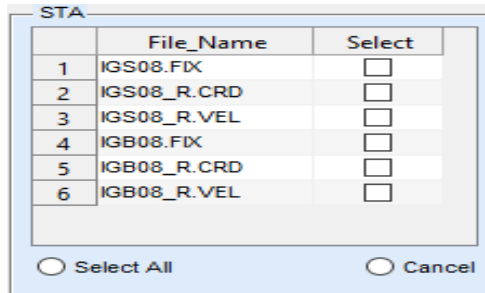 STA
File_Name Select
1 IGS08.FIX
2 IGS08_R.CRD
3 IGS08_R.VEL
4 IGB08.FIX
5 IGB08_R.CRD
6 IGB08_R.VEL
Select All Cancel